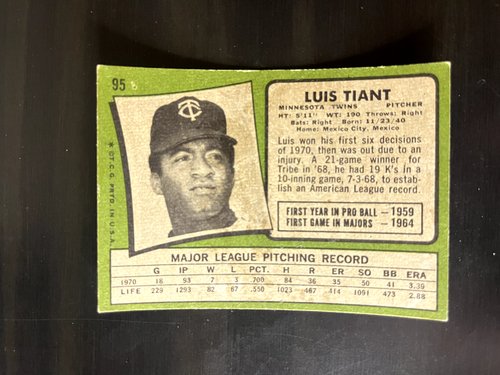 95
LUIS TIANT
MINNESOTA TWINS PITCHER
HT: 5'11" WT: 190 Throws: Right
Bats: Right Born: 11/23/40
Home: Mexico City, Mexico
Luis won his first six decisions
of 1970, then was out due to an
injury. A 21-game winner for
Tribe in '68, he had 19 K's in a
10-inning game, 7-3-68, to estab-
lish an American League record.
FIRST YEAR IN PRO BALL — 1959
FIRST GAME IN MAJORS — 1964
TC
★ © T.C.G. PRTD. IN U.S.A.
MAJOR LEAGUE PITCHING RECORD
G IP W L PCT. H R ER SO BB ERA
1970 18 93 7 3 .700 84 36 35 50 41 3.39
LIFE 229 1293 82 67 .550 1023 467 414 1091 473 2.88